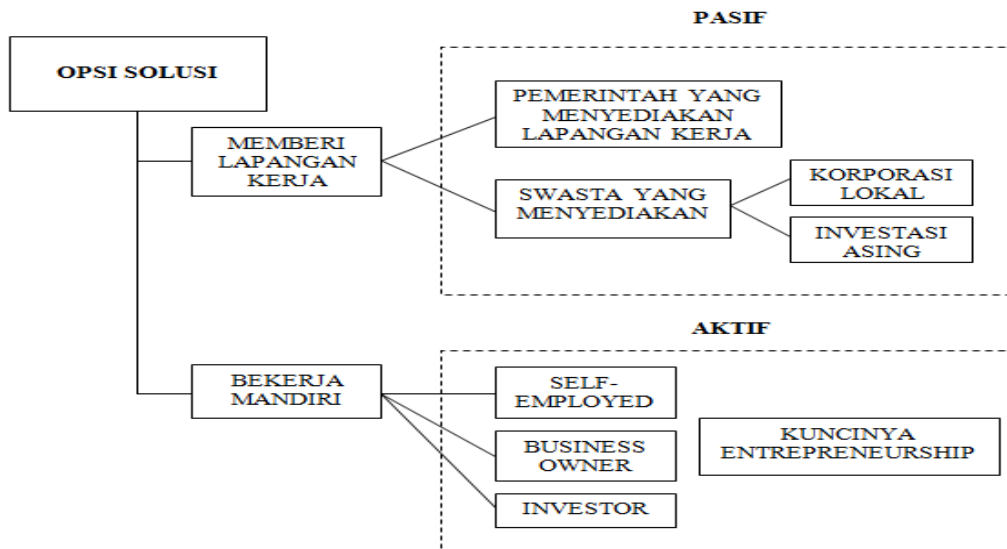 PASIF
OPSI SOLUSI
PEMERINTAH YANG
MENYEDIAKAN
LAPANGAN KERJA
MEMBERI
LAPANGAN
KERJA
SWASTA YANG
MENYEDIAKAN
KORPORASI
LOKAL
INVESTASI
ASING
AKTIF
BEKERJA
MANDIRI
SELF-
EMPLOYED
BUSINESS
OWNER
INVESTOR
KUNCINYA
ENTREPRENEURSHIP